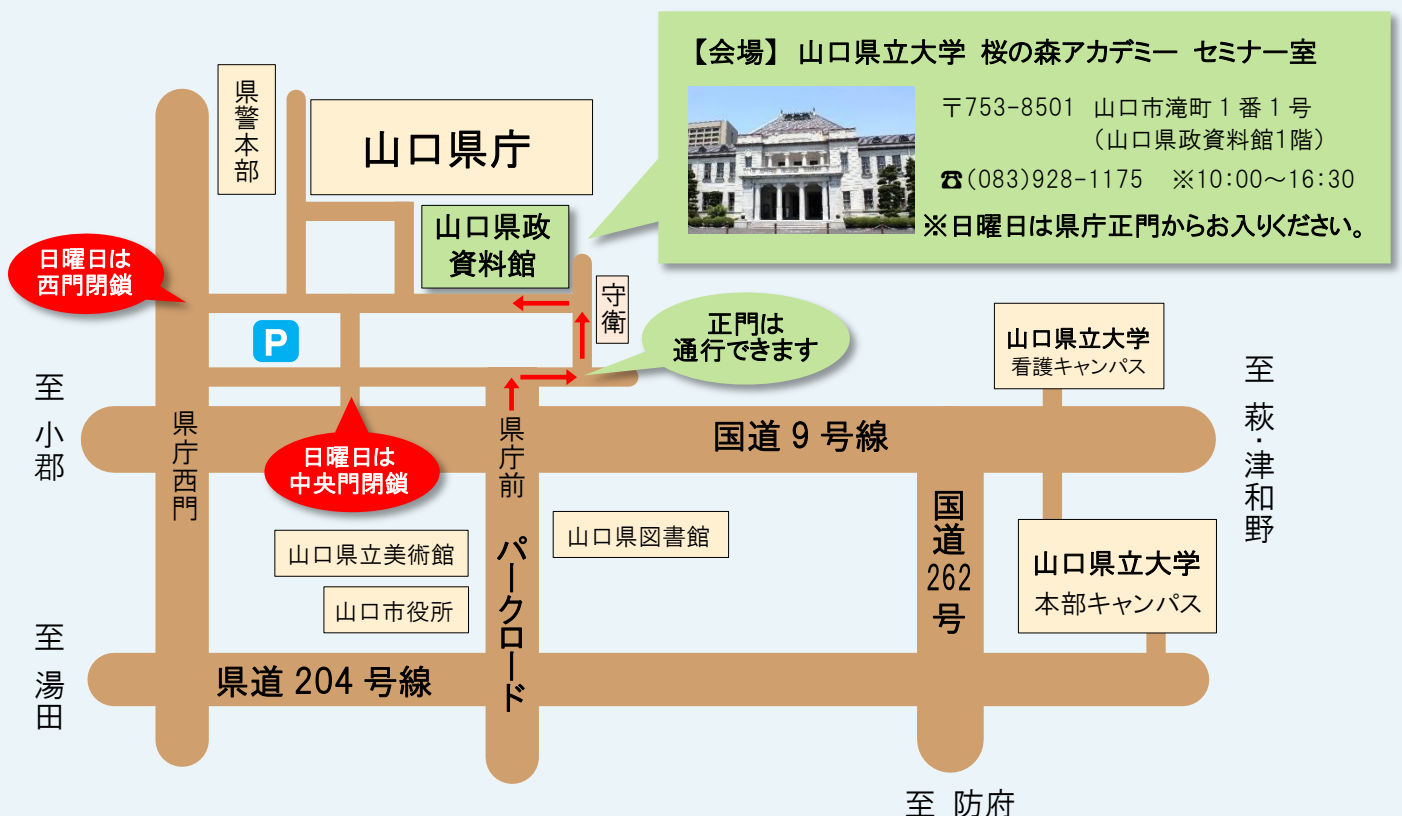 【会場】 山口県立大学 桜の森アカデミー セミナー室
〒753-8501 山口市滝町1番1号
(山口県政資料館1階)
☎(083)928-1175 ※10:00～16:30
※日曜日は県庁正門からお入りください。
県警本部
山口県庁
山口県政
資料館
日曜日は
西門閉鎖
守衛
P
正門は
通行できます
山口県立大学
看護キャンパス
至 小郡
至 萩・津和野
県庁西門
県庁前
国道9号線
日曜日は
中央門閉鎖
国道262号
山口県立美術館
山口県図書館
パークロード
山口県立大学
本部キャンパス
山口市役所
至 湯田
県道204号線
至 防府